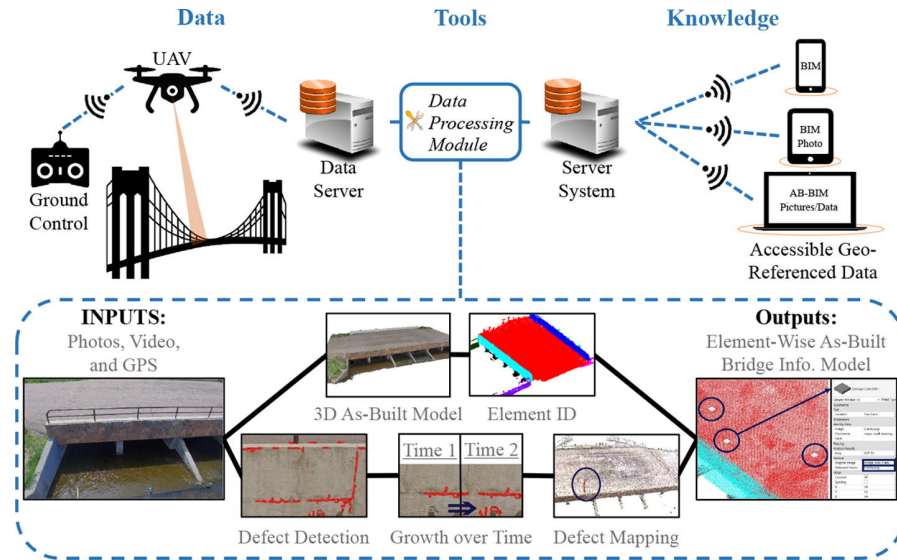 Data
Tools
Knowledge
UAV
Ground
Control
Data
Server
Data
Processing
Module
Server
System
BIM
BIM
Photo
AB-BIM
Pictures/Data
Accessible Geo-
Referenced Data
INPUTS:
Photos, Video,
and GPS
3D As-Built Model
Element ID
Outputs:
Element-Wise As-Built
Bridge Info. Model
Defect Detection
Time 1
Time 2
Growth over Time
Defect Mapping